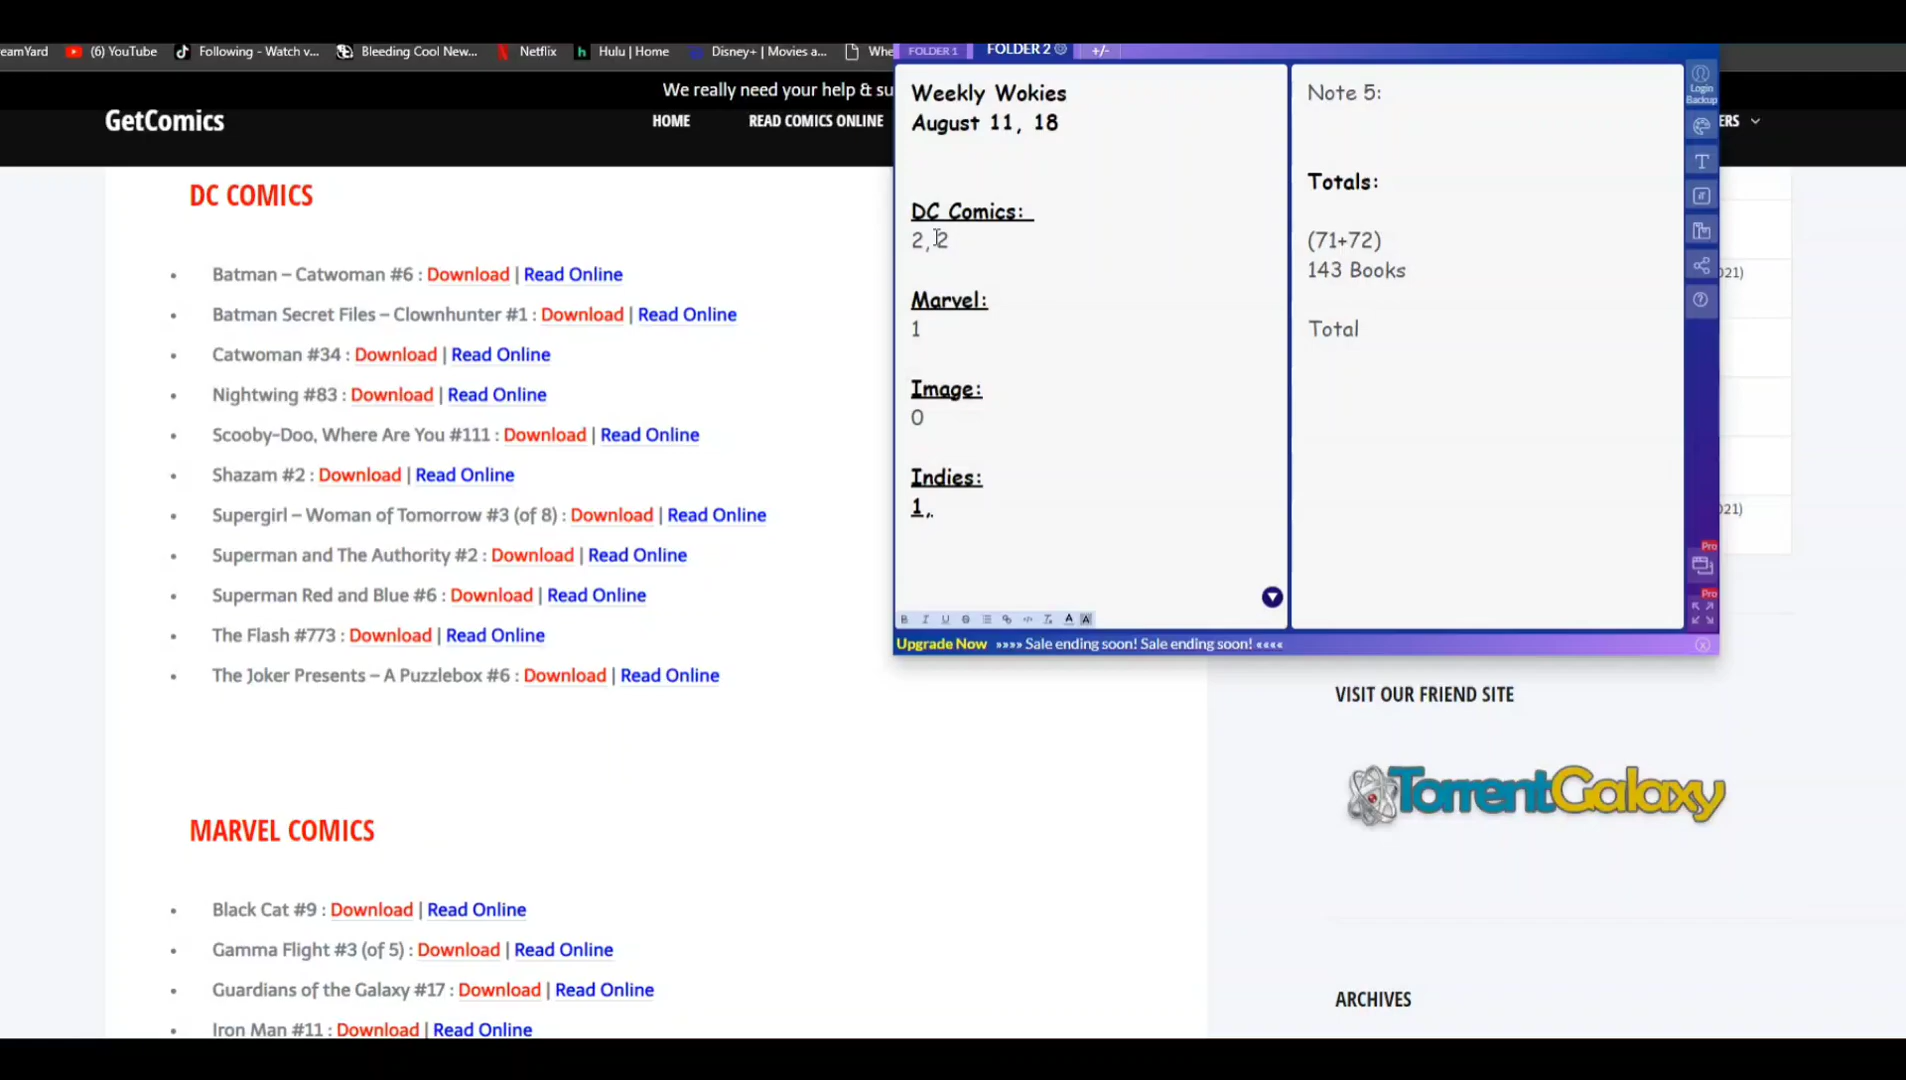 eamYard
(6) YouTube
Following - Watch v...
Bleeding Cool New...
Netflix
Hulu | Home
Disney+ | Movies a...
Whe
We really need your help & su
GetComics
HOME
READ COMICS ONLINE
ERS
DC COMICS
Batman – Catwoman #6 : Download | Read Online
Batman Secret Files – Clownhunter #1 : Download | Read Online
Catwoman #34 : Download | Read Online
Nightwing #83 : Download | Read Online
Scooby-Doo, Where Are You #111 : Download | Read Online
Shazam #2 : Download | Read Online
Supergirl – Woman of Tomorrow #3 (of 8) : Download | Read Online
Superman and The Authority #2 : Download | Read Online
Superman Red and Blue #6 : Download | Read Online
The Flash #773 : Download | Read Online
The Joker Presents – A Puzzlebox #6 : Download | Read Online
MARVEL COMICS
Black Cat #9 : Download | Read Online
Gamma Flight #3 (of 5) : Download | Read Online
Guardians of the Galaxy #17 : Download | Read Online
Iron Man #11 : Download | Read Online
FOLDER 1
FOLDER 2
+/-
Weekly Wokies
August 11, 18
DC Comics:
2, 2
Marvel:
1
Image:
0
Indies:
1,.
Note 5:
Totals:
(71+72)
143 Books
Total
Login
Backup
Pro
Pro
Upgrade Now »»»» Sale ending soon! Sale ending soon! ««««
021)
021)
VISIT OUR FRIEND SITE
TorrentGalaxy
ARCHIVES